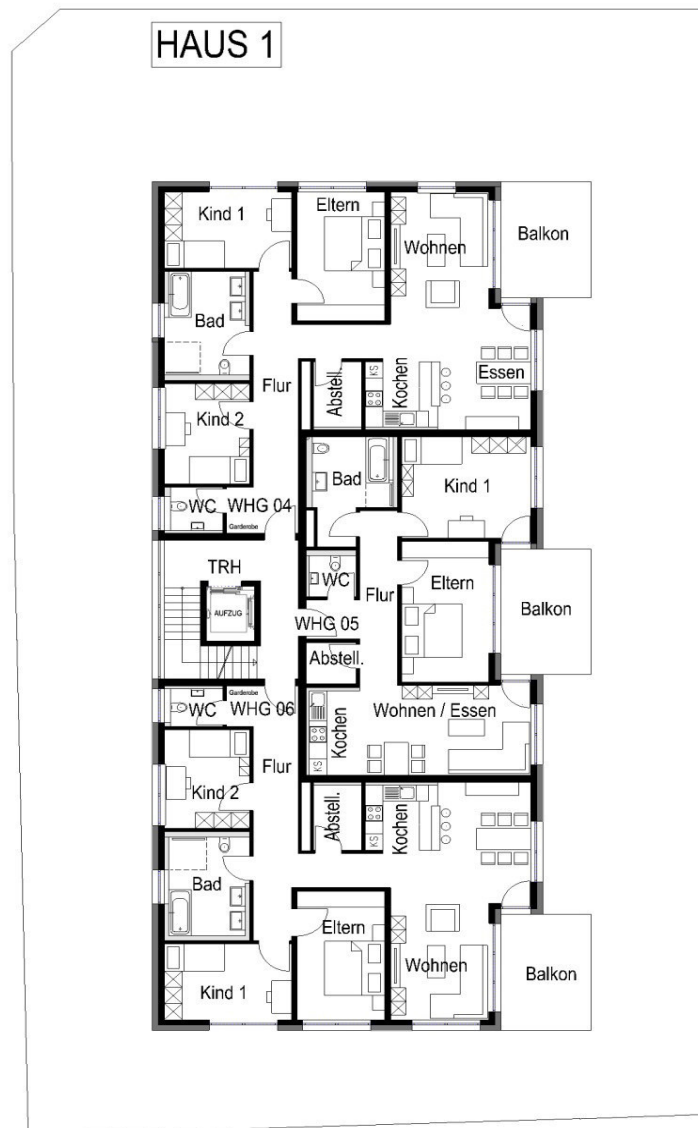 HAUS 1
Kind 1
Eltern
Wohnen
Balkon
Bad
Flur
Abstell.
KS
Kochen
Essen
Kind 2
WC
WHG 04
Garderobe
Bad
Kind 1
TRH
AUFZUG
WC
Flur
Eltern
Balkon
WHG 05
Abstell.
Garderobe
WC
WHG 06
Kochen
KS
Wohnen / Essen
Flur
Kind 2
Abstell.
KS
Kochen
Bad
Eltern
Wohnen
Balkon
Kind 1